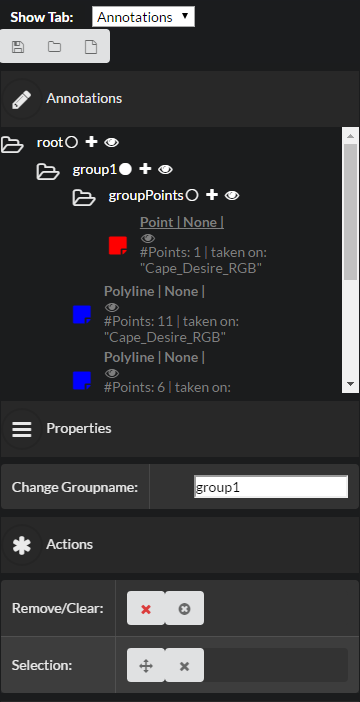 Show Tab: Annotations
Annotations
root
group1
groupPoints
Point | None |
#Points: 1 | taken on:
"Cape_Desire_RGB"
Polyline | None |
#Points: 11 | taken on:
"Cape_Desire_RGB"
Polyline | None |
#Points: 6 | taken on:
Properties
Change Groupname: group1
Actions
Remove/Clear:
Selection: